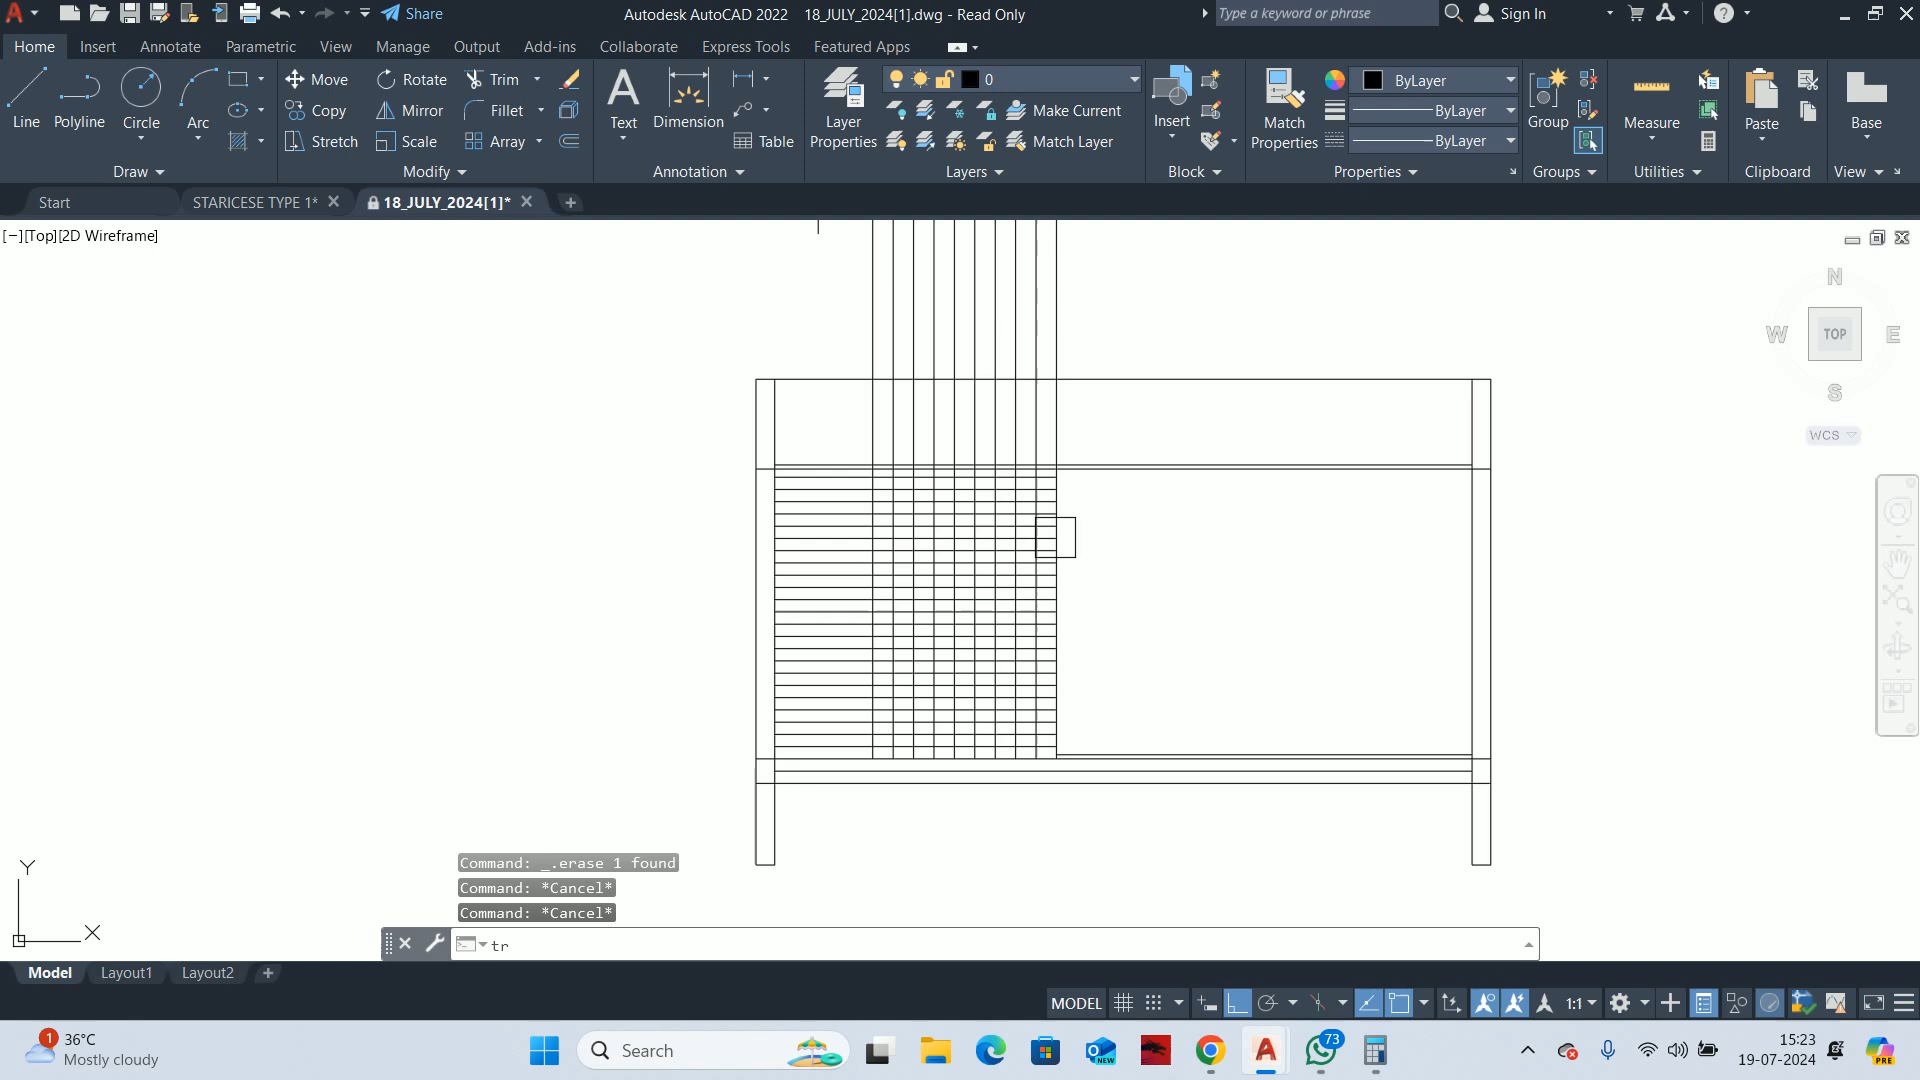 Share
Autodesk AutoCAD 2022   18_JULY_2024[1].dwg - Read Only
Type a keyword or phrase
Sign In
Home Insert Annotate Parametric View Manage Output Add-ins Collaborate Express Tools Featured Apps
Move Rotate Trim 0 ByLayer
Line Polyline Circle Arc Copy Mirror Fillet Text Dimension Layer Properties Make Current Insert Match Properties ByLayer Group Measure Paste Base
Stretch Scale Array Table Match Layer ByLayer
Draw Modify Annotation Layers Block Properties Groups Utilities Clipboard View
Start STARICESE TYPE 1* 18_JULY_2024[1]*
[−][Top][2D Wireframe]
N
W TOP E
S
WCS
Y
X
Command: _.erase 1 found
Command: *Cancel*
Command: *Cancel*
tr
Model Layout1 Layout2
MODEL 1:1
1 36°C
Mostly cloudy
Search
NEW
73
15:23
19-07-2024
PRE